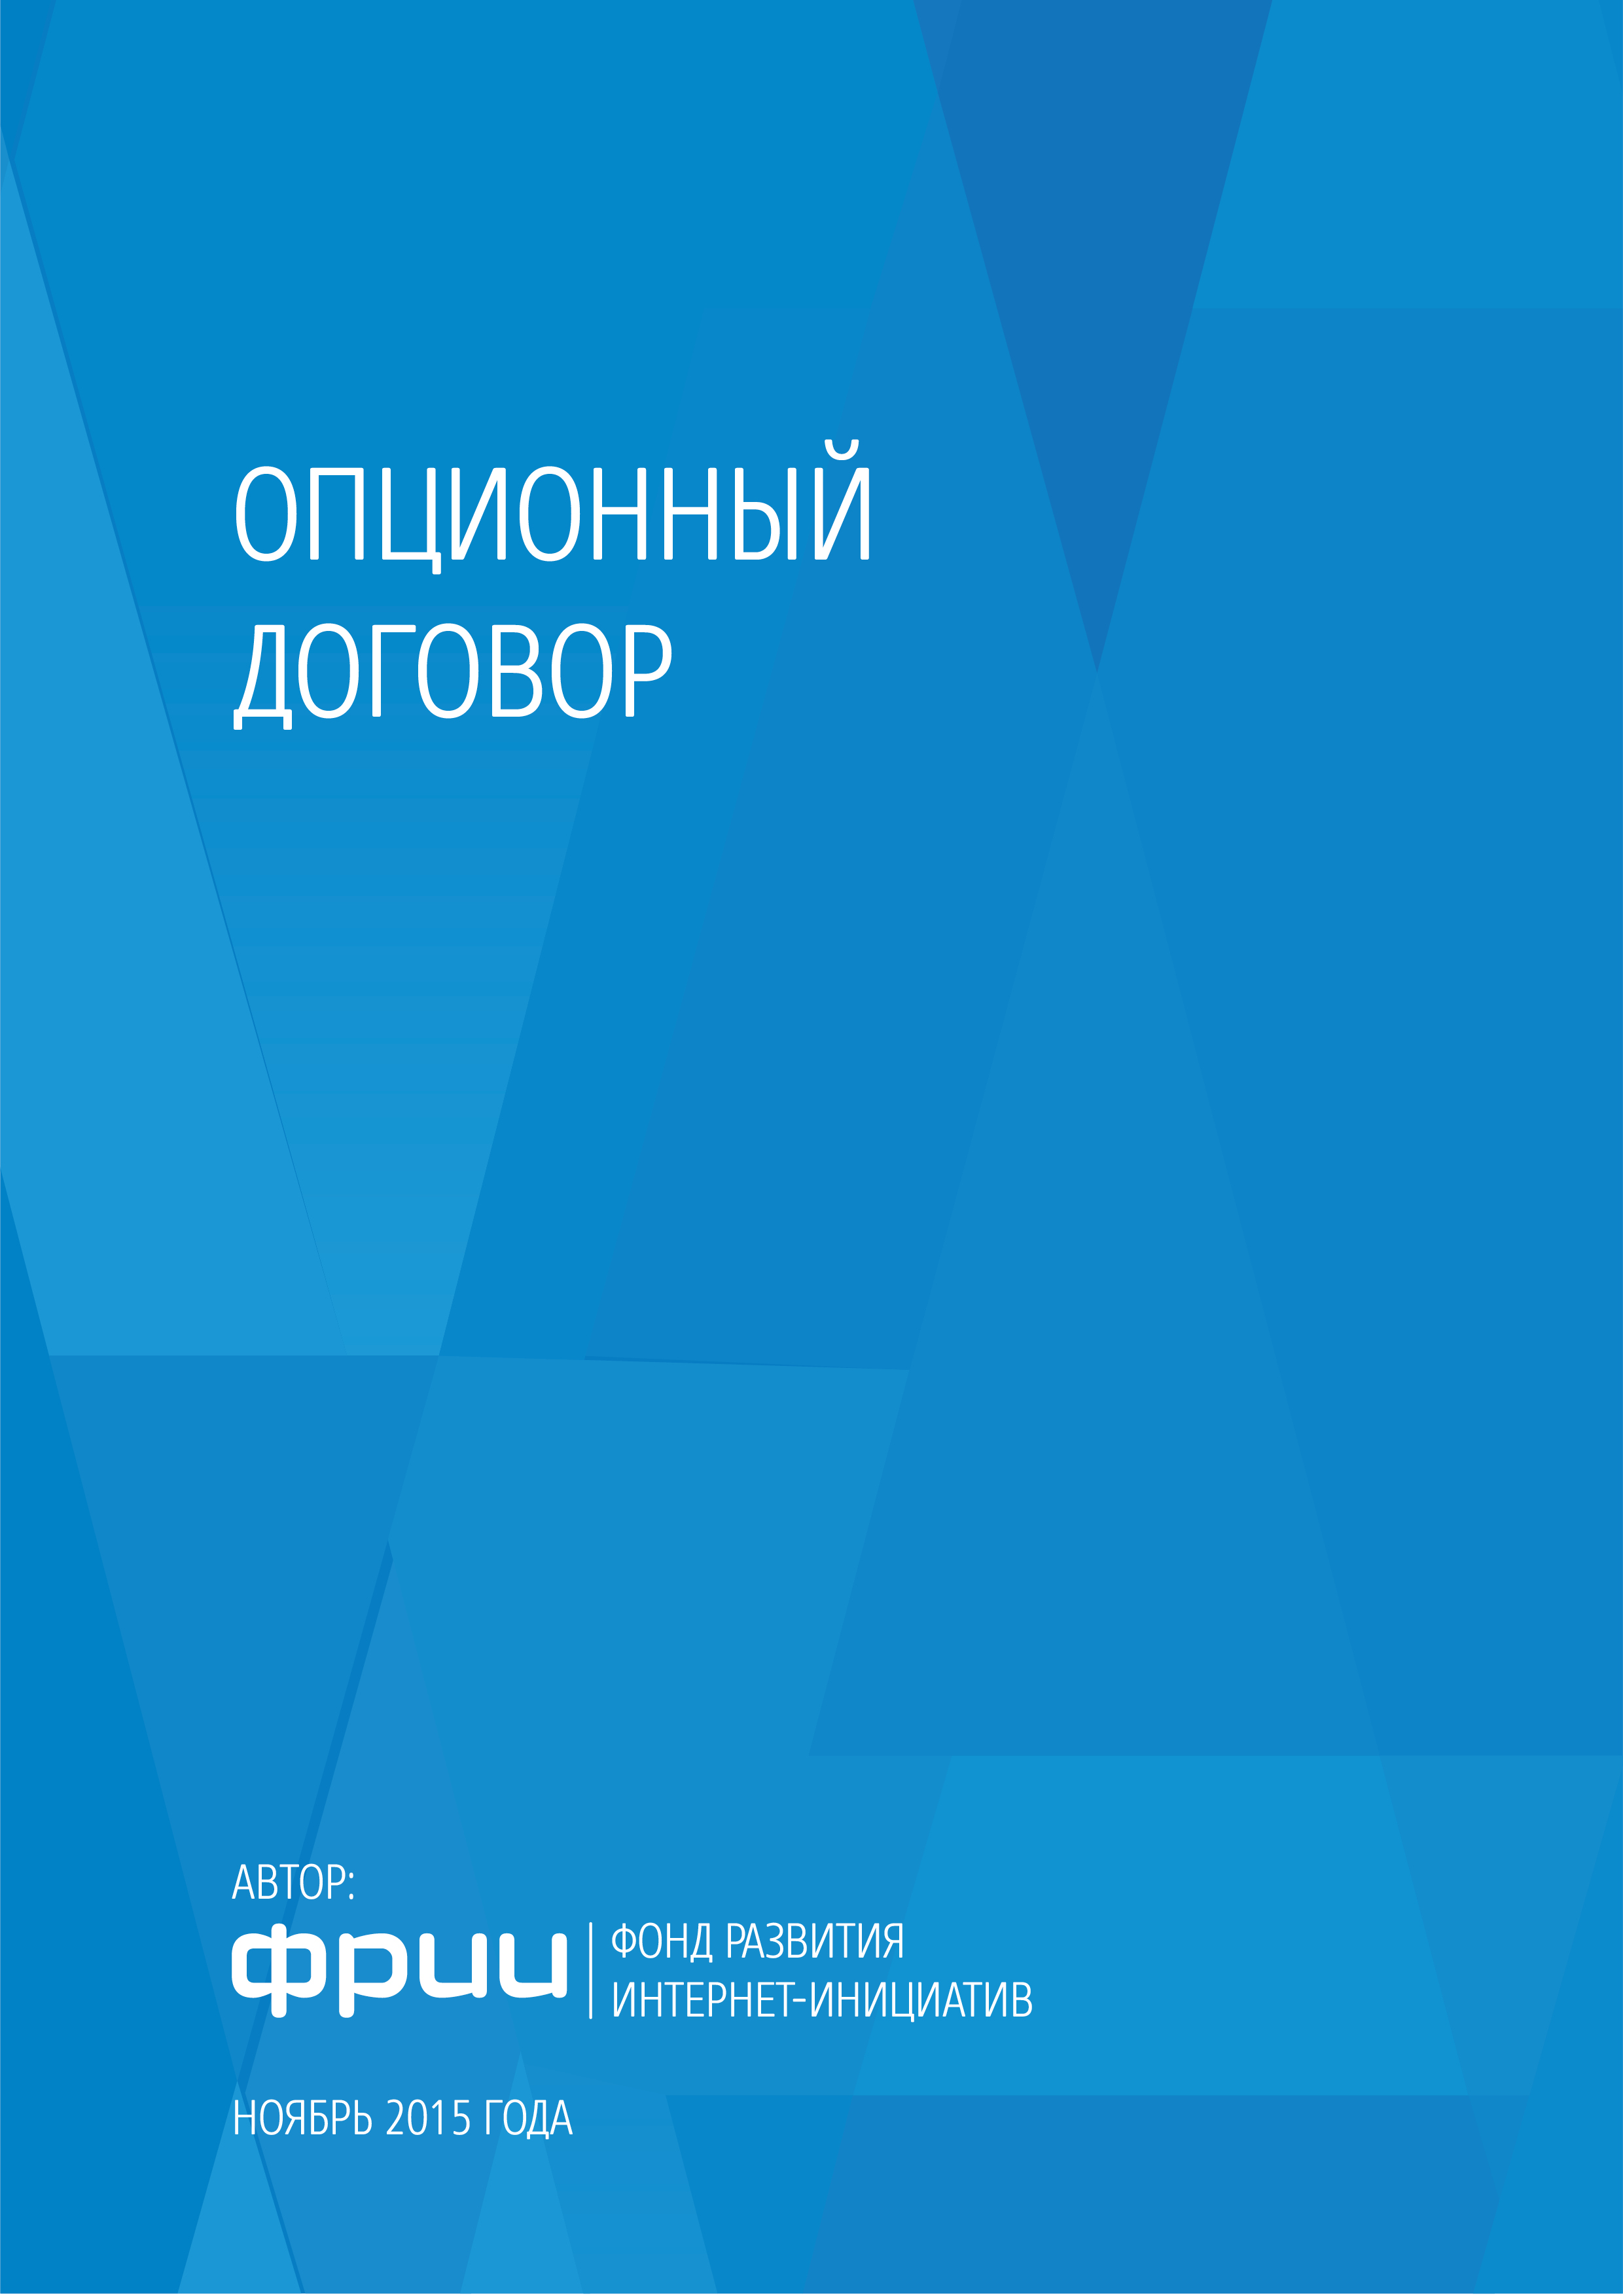 ОПЦИОННЫЙ
ДОГОВОР
АВТОР:
фрии
ФОНД РАЗВИТИЯ
ИНТЕРНЕТ-ИНИЦИАТИВ
НОЯБРЬ 2015 ГОДА